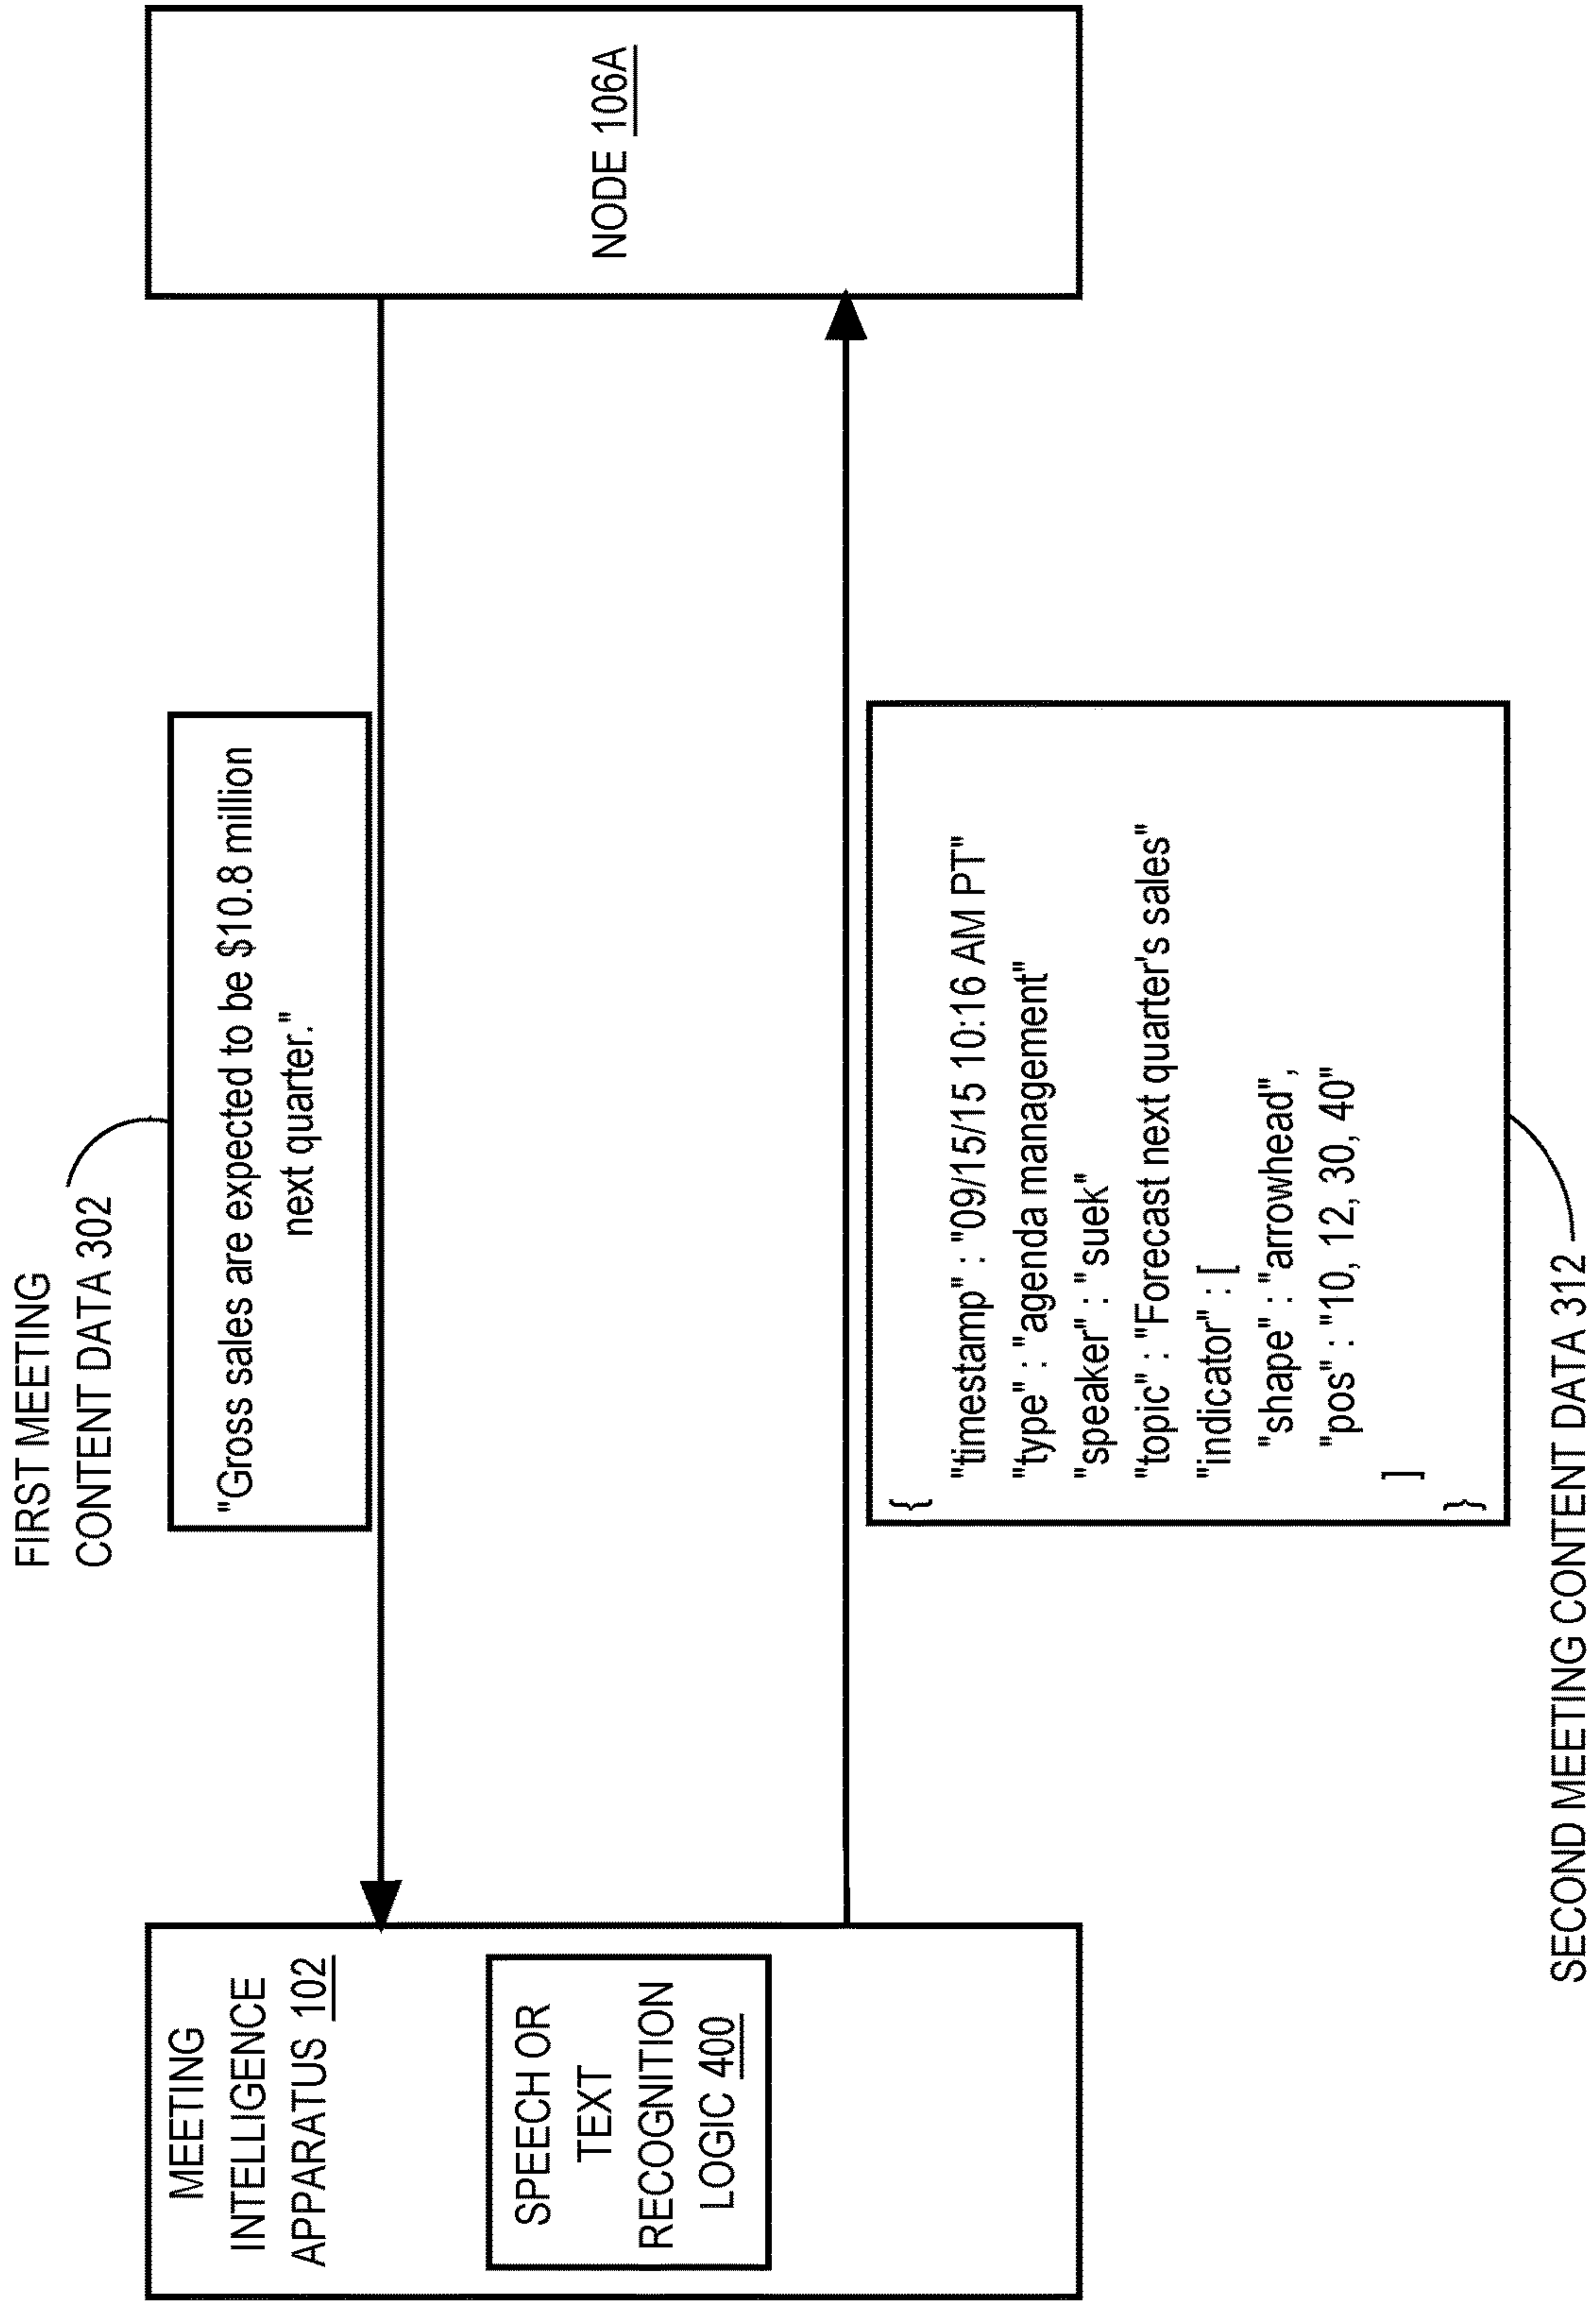 FIRST MEETING
CONTENT DATA 302
"Gross sales are expected to be $10.8 million
next quarter."
MEETING
INTELLIGENCE
APPARATUS 102
SPEECH OR
TEXT
RECOGNITION
LOGIC 400
NODE 106A
{
"timestamp" : "09/15/15 10:16 AM PT"
"type" : "agenda management"
"speaker" : "suek"
"topic" : "Forecast next quarter's sales"
"indicator" : [
"shape" : "arrowhead",
"pos" : "10, 12, 30, 40"
]
}
SECOND MEETING CONTENT DATA 312